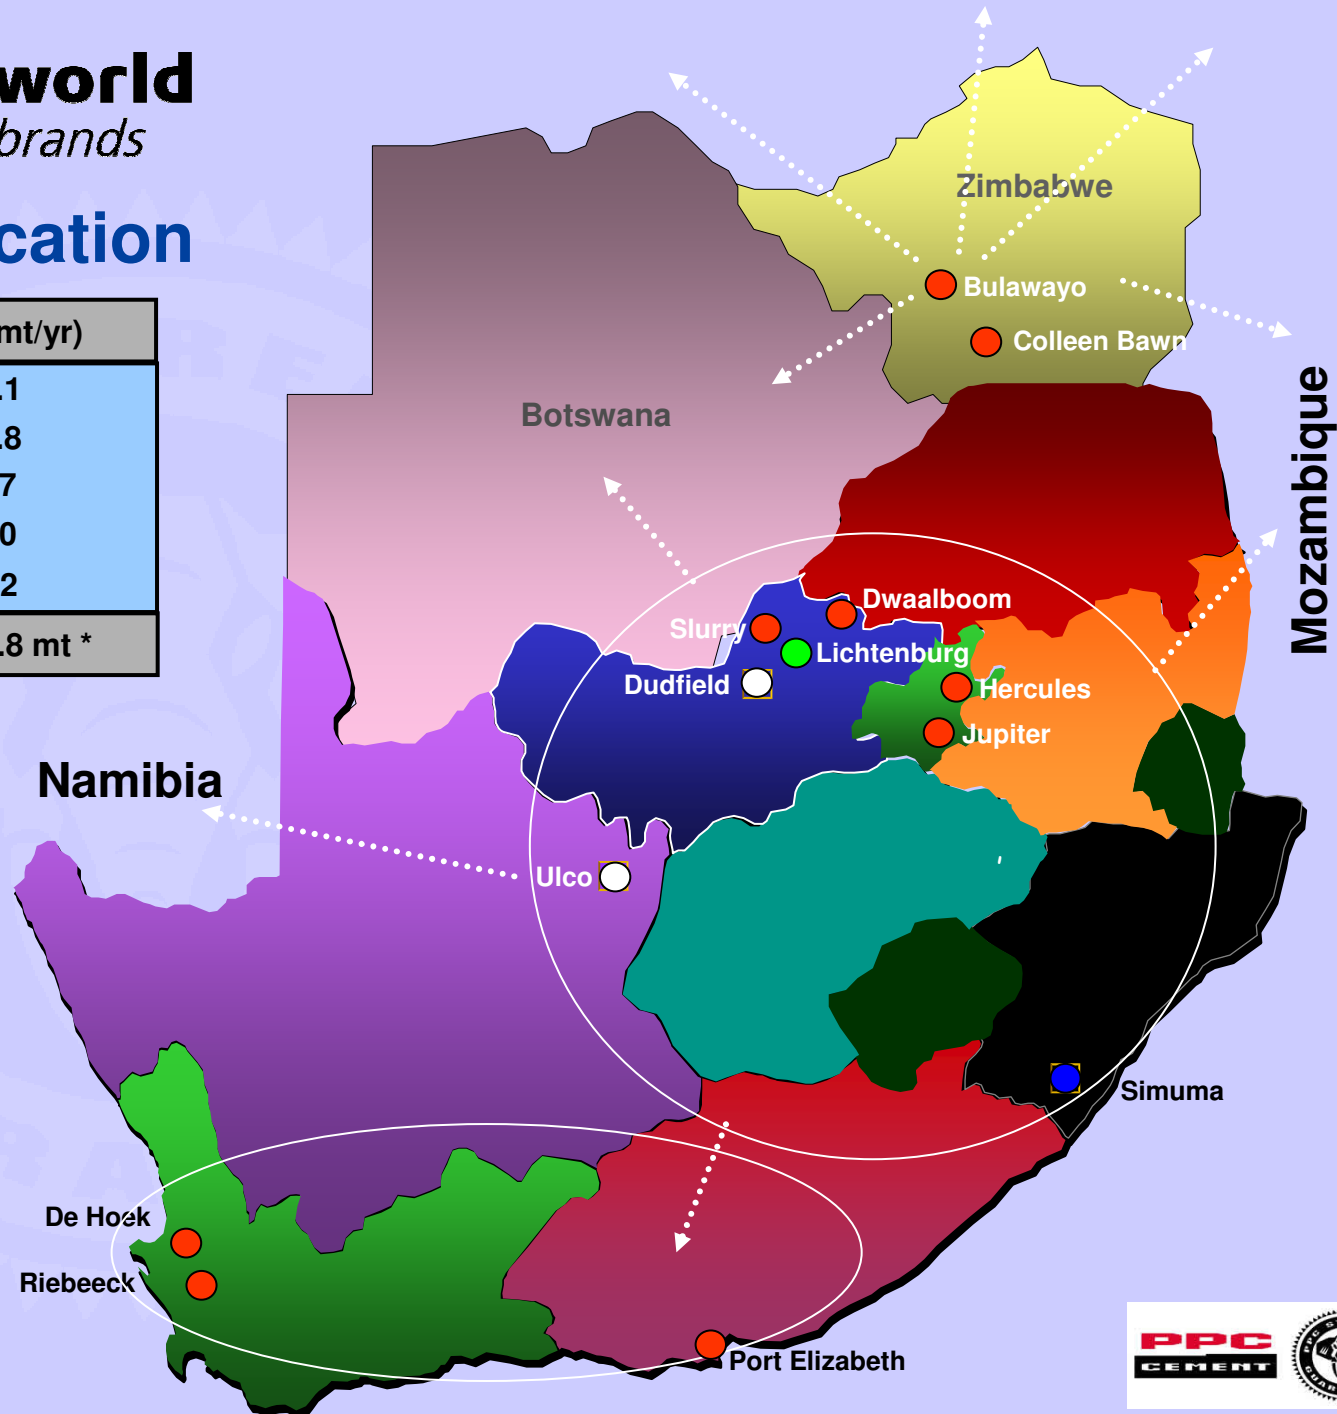 world
brands
cation
mt/yr)
.1
.8
7
0
2
.8 mt *
Zimbabwe
Bulawayo
Colleen Bawn
Botswana
Mozambique
Dwaalboom
Slurry
Lichtenburg
Dudfield
Hercules
Jupiter
Namibia
Ulco
Simuma
De Hoek
Riebeeck
Port Elizabeth
PPC
CEMENT